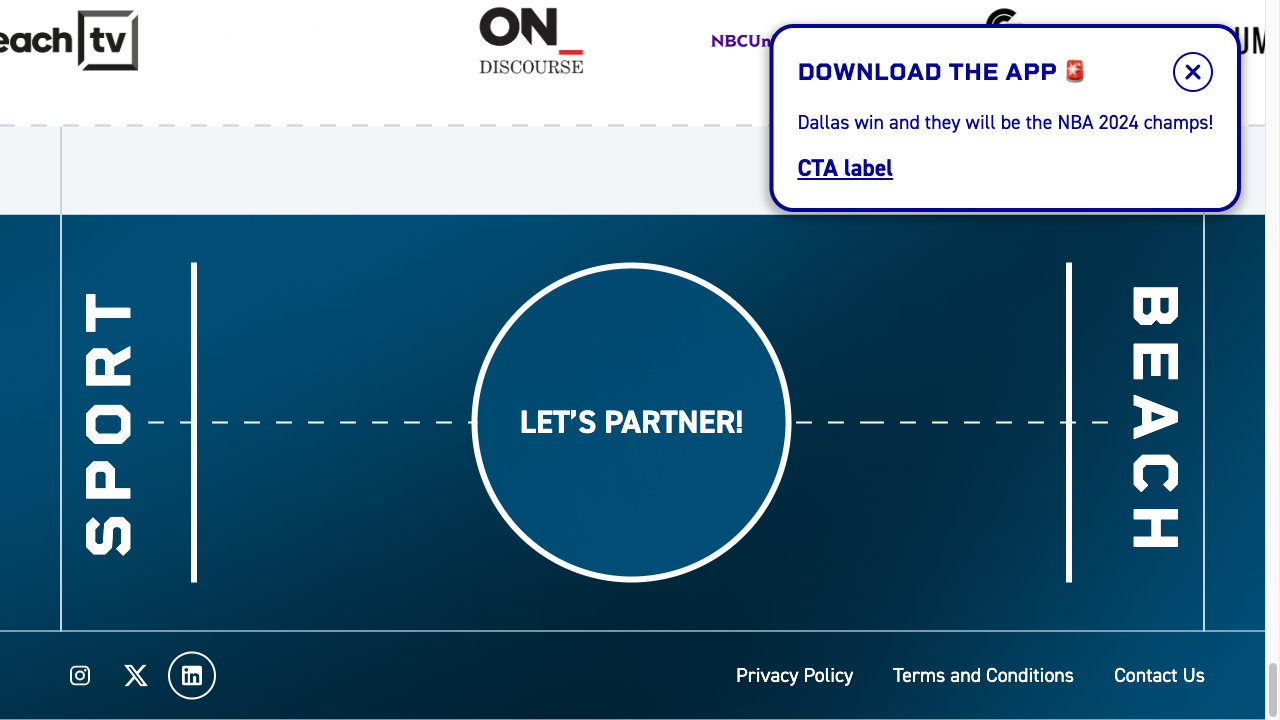 each tv
ON_
DISCOURSE
NBCUn
UM
DOWNLOAD THE APP 🚨
Dallas win and they will be the NBA 2024 champs!
CTA label
SPORT
LET'S PARTNER!
BEACH
Privacy Policy
Terms and Conditions
Contact Us